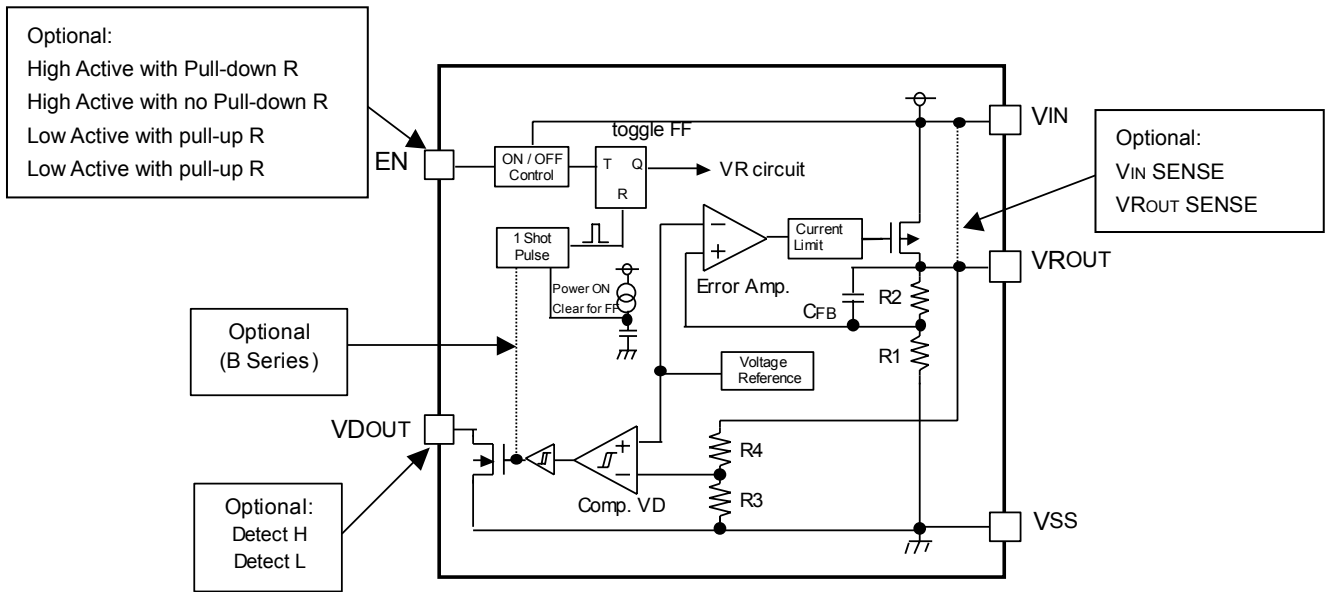 Optional:
High Active with Pull-down R
High Active with no Pull-down R
Low Active with pull-up R
Low Active with pull-up R
EN
ON / OFF
Control
toggle FF
T Q
R
VR circuit
VIN
Optional:
VIN SENSE
VROUT SENSE
1 Shot
Pulse
Power ON
Clear for FF
−
+
Error Amp.
Current
Limit
VROUT
CFB
R2
R1
Optional
(B Series)
Voltage
Reference
VDOUT
+
−
Comp. VD
R4
R3
VSS
Optional:
Detect H
Detect L